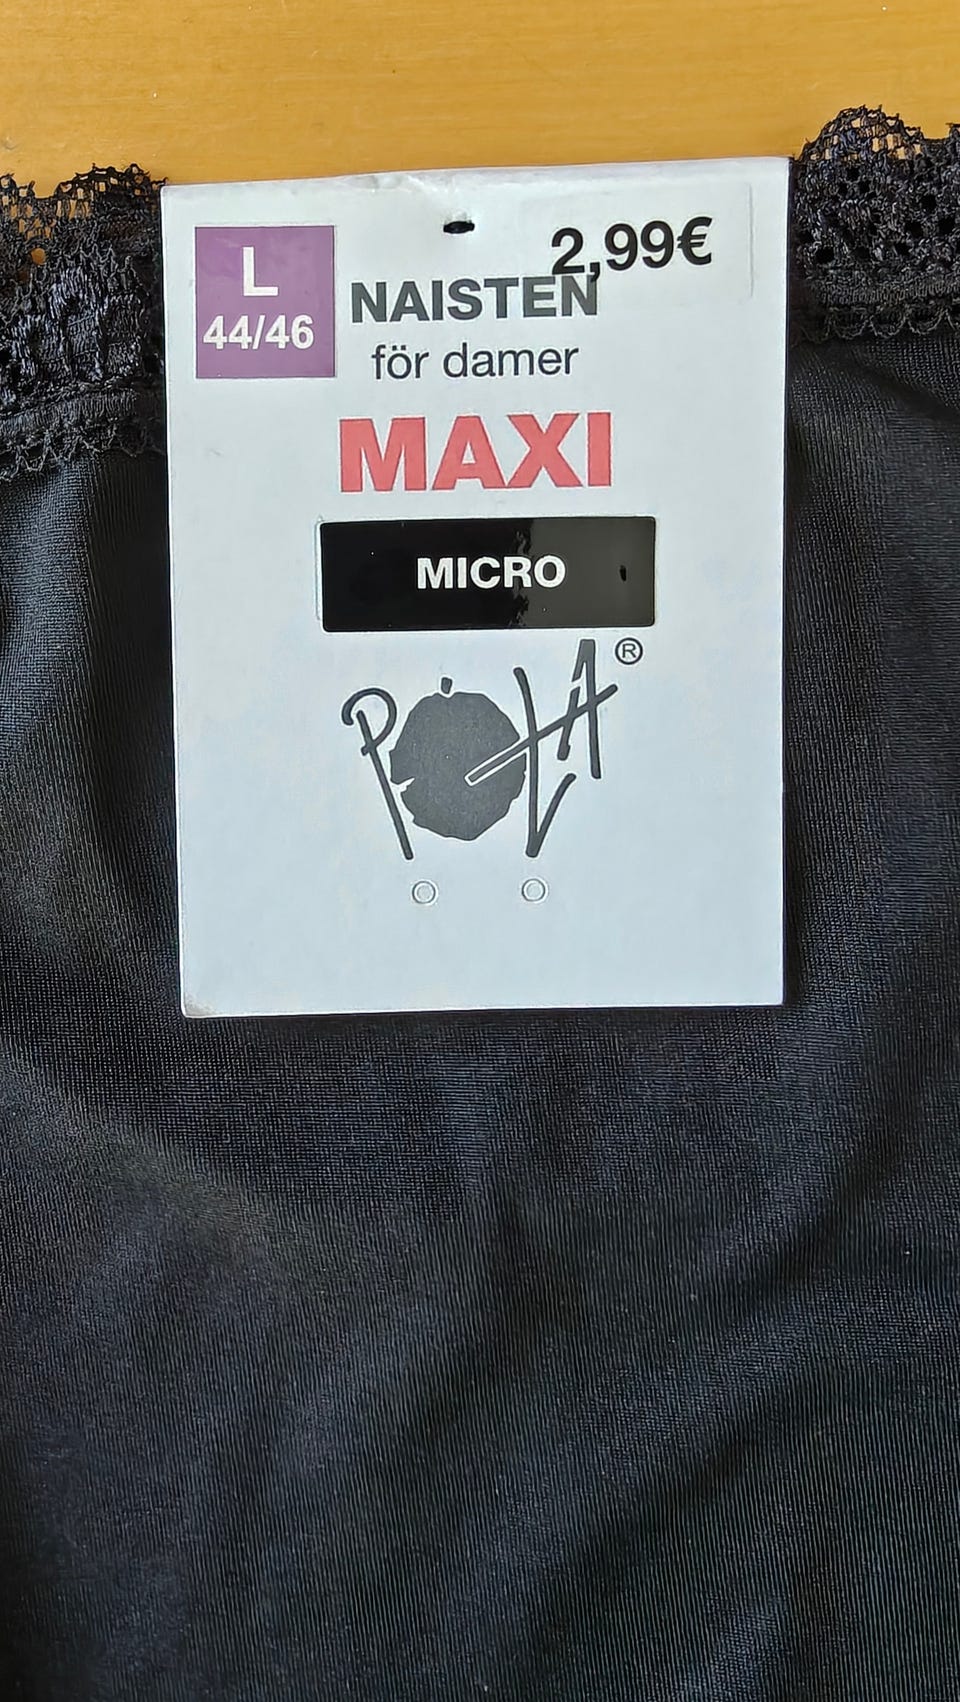 L
44/46
2,99€
NAISTEN
för damer
MAXI
MICRO
POLA®